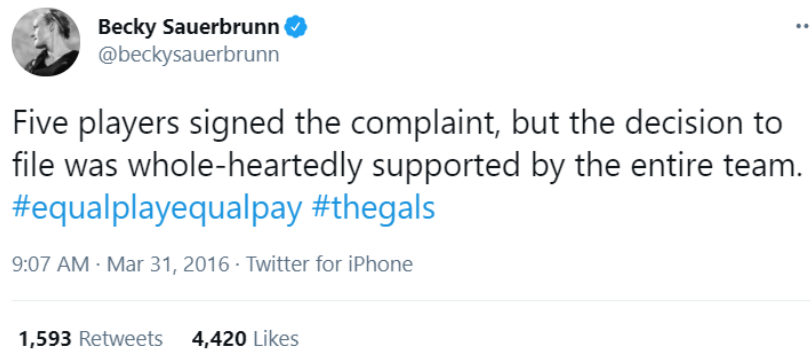 Becky Sauerbrunn
@beckysauerbrunn
Five players signed the complaint, but the decision to
file was whole-heartedly supported by the entire team.
#equalplayequalpay #thegals
9:07 AM · Mar 31, 2016 · Twitter for iPhone
1,593 Retweets 4,420 Likes